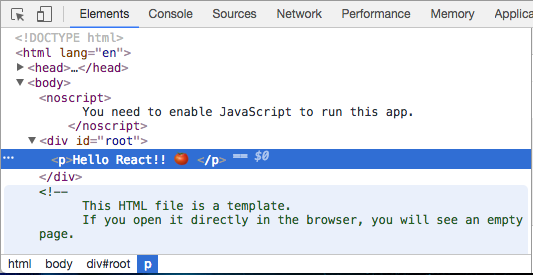 Elements Console Sources Network Performance Memory Applica
<!DOCTYPE html>
<html lang="en">
▶<head>…</head>
▼<body>
<noscript>
You need to enable JavaScript to run this app.
</noscript>
▼<div id="root">
… <p>Hello React!! </p> == $0
</div>
<!--
This HTML file is a template.
If you open it directly in the browser, you will see an empty
page.
html body div#root p